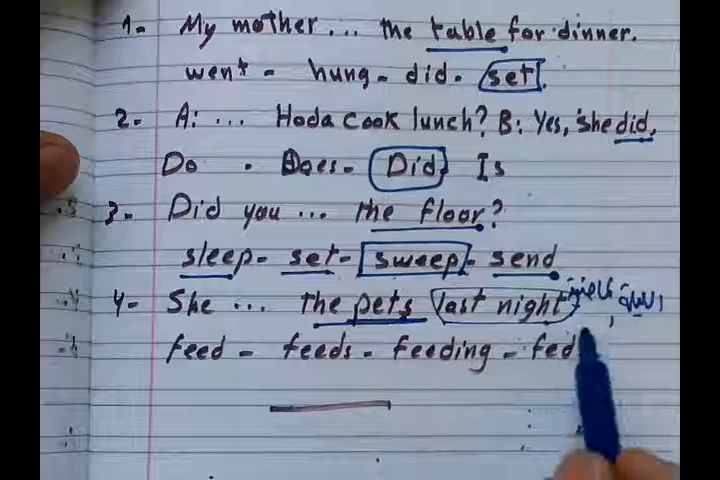 1- My mother... the table for dinner.
went - hung - did - set.
2- A: ... Hoda cook lunch? B: Yes, she did.
Do - Does - Did - Is
3- Did you ... the floor?
sleep - set - sweep - send
4- She ... the pets last night
feed - feeds - feeding - fed